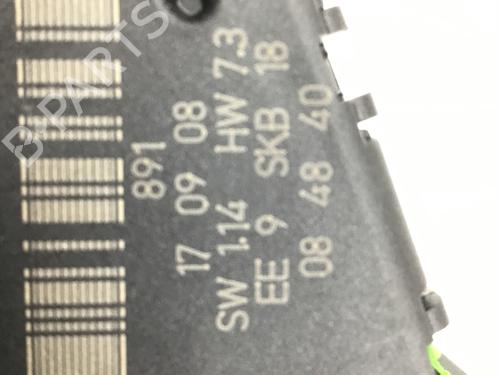 B-PARTS
891
17 09 08
SW 1.14 HW 7.3
EE 9 SKB 18
08 48 40